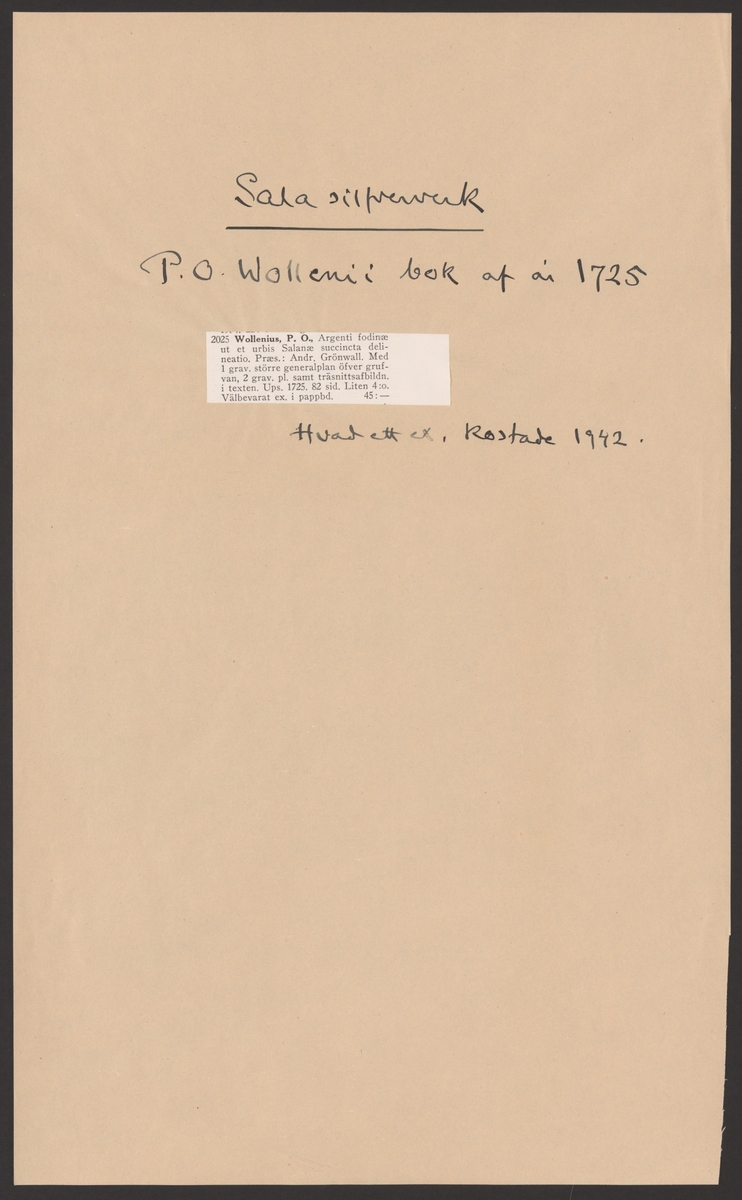 Sala silfververk
P. O. Wollenii bok af år 1725
2025 Wollenius, P. O., Argenti fodinæ
ut et urbis Salanæ succincta deli-
neatio. Præs.: Andr. Grönwall. Med
1 grav. större generalplan öfver gruf-
van, 2 grav. pl. samt träsnittsafbildn.
i texten. Ups. 1725. 82 sid. Liten 4:o.
Välbevarat ex. i pappbd. 45:—
Hvad ett ex. kostade 1942.